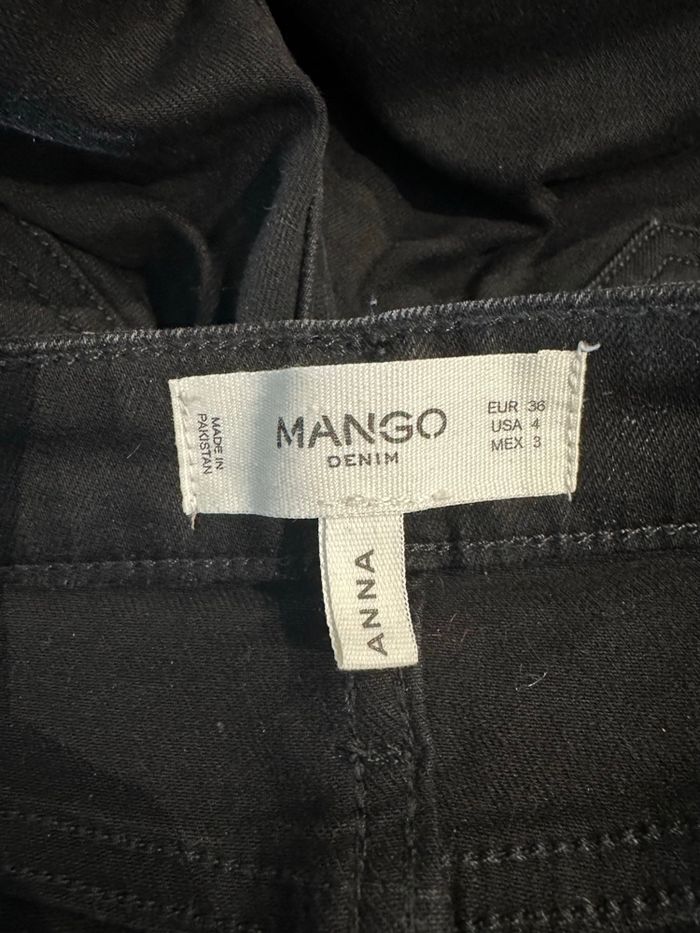 MADE IN
PAKISTAN
MANGO
DENIM
EUR 36
USA 4
MEX 3
ANNA